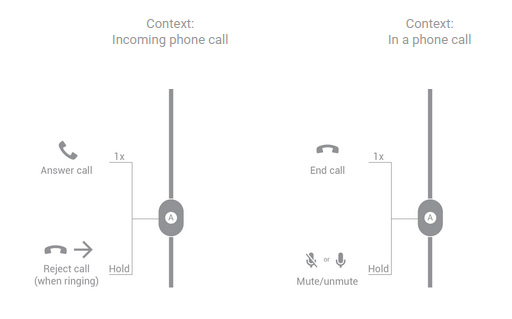 Context:
Incoming phone call
Context:
In a phone call
1x
Answer call
A
Reject call
(when ringing)
Hold
1x
End call
A
or
Mute/unmute
Hold